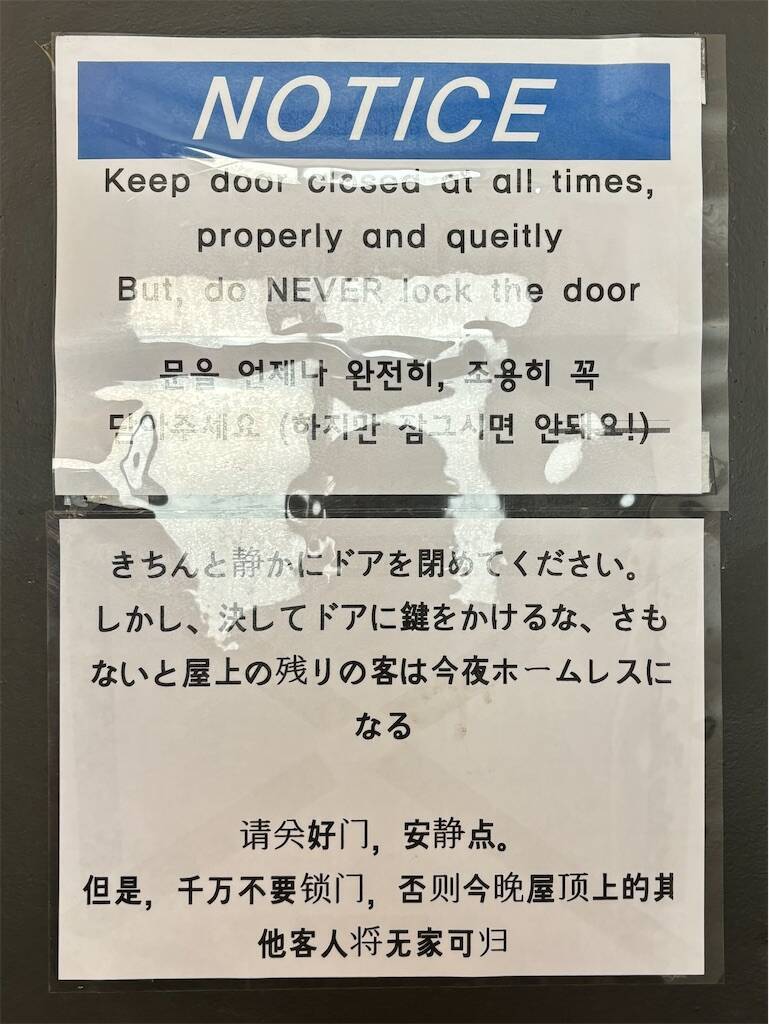 NOTICE
Keep door closed at all times,
properly and queitly
But, do NEVER lock the door
문을 언제나 완전히, 조용히 꼭
닫아주세요 (하지만 잠그시면 안돼요!)
きちんと静かにドアを閉めてください。
しかし、決してドアに鍵をかけるな、さも
ないと屋上の残りの客は今夜ホームレスに
なる
请关好门，安静点。
但是，千万不要锁门，否则今晚屋顶上的其
他客人将无家可归